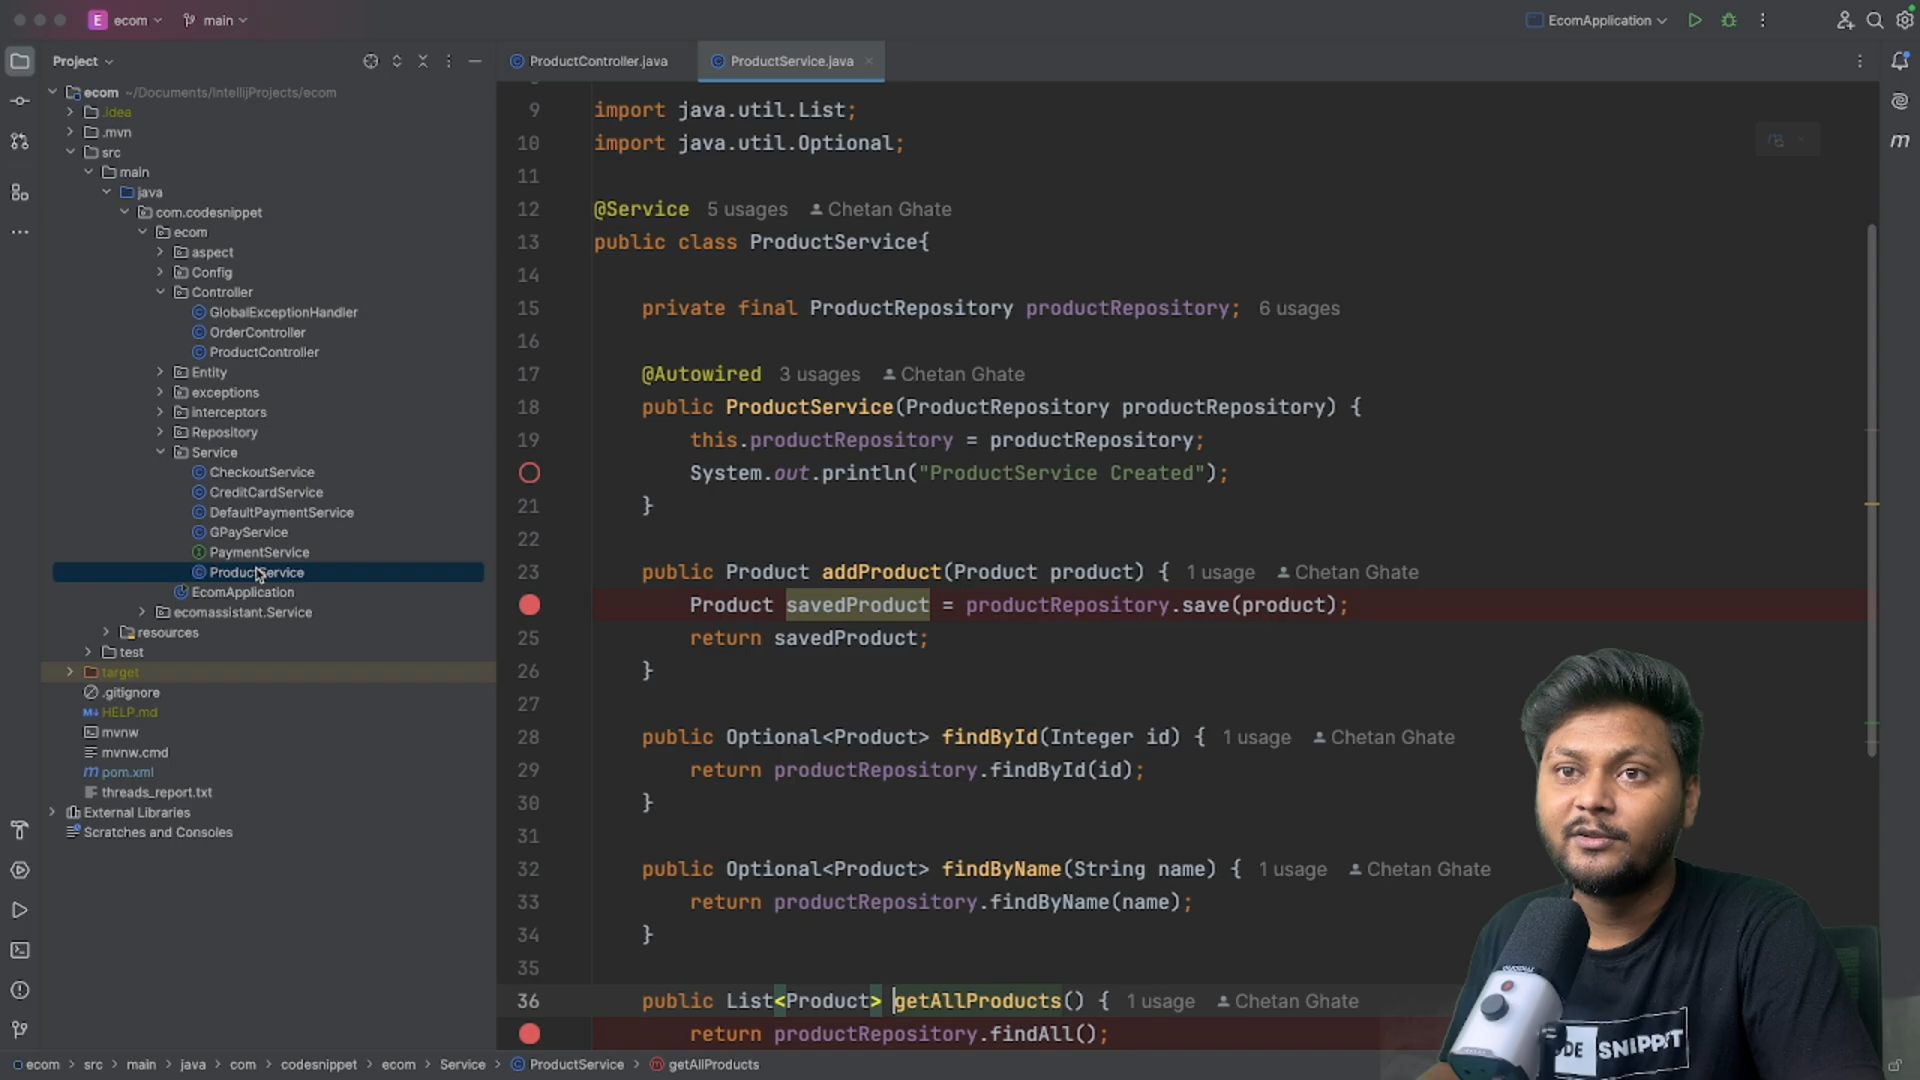 E ecom main EcomApplication
Project
ProductController.java ProductService.java
ecom ~/Documents/IntellijProjects/ecom
.idea
.mvn
src
main
java
com.codesnippet
ecom
aspect
Config
Controller
GlobalExceptionHandler
OrderController
ProductController
Entity
exceptions
interceptors
Repository
Service
CheckoutService
CreditCardService
DefaultPaymentService
GPayService
PaymentService
ProductService
EcomApplication
ecomassistant.Service
resources
test
target
.gitignore
HELP.md
mvnw
mvnw.cmd
pom.xml
threads_report.txt
External Libraries
Scratches and Consoles
9 import java.util.List;
10 import java.util.Optional;
11
12 @Service 5 usages Chetan Ghate
13 public class ProductService{
14
15 private final ProductRepository productRepository; 6 usages
16
17 @Autowired 3 usages Chetan Ghate
18 public ProductService(ProductRepository productRepository) {
19 this.productRepository = productRepository;
System.out.println("ProductService Created");
21 }
22
23 public Product addProduct(Product product) { 1 usage Chetan Ghate
Product savedProduct = productRepository.save(product);
25 return savedProduct;
26 }
27
28 public Optional<Product> findById(Integer id) { 1 usage Chetan Ghate
29 return productRepository.findById(id);
30 }
31
32 public Optional<Product> findByName(String name) { 1 usage Chetan Ghate
33 return productRepository.findByName(name);
34 }
35
36 public List<Product> getAllProducts() { 1 usage Chetan Ghate
return productRepository.findAll();
ecom > src > main > java > com > codesnippet > ecom > Service > ProductService > getAllProducts
SNIPPET